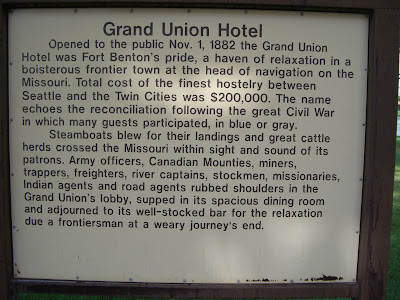 Grand Union Hotel
Opened to the public Nov. 1, 1882 the Grand Union
Hotel was Fort Benton's pride, a haven of relaxation in a
boisterous frontier town at the head of navigation on the
Missouri. Total cost of the finest hostelry between
Seattle and the Twin Cities was $200,000. The name
echoes the reconciliation following the great Civil War
in which many guests participated, in blue or gray.
Steamboats blew for their landings and great cattle
herds crossed the Missouri within sight and sound of its
patrons. Army officers, Canadian Mounties, miners,
trappers, freighters, river captains, stockmen, missionaries,
Indian agents and road agents rubbed shoulders in the
Grand Union's lobby, supped in its spacious dining room
and adjourned to its well-stocked bar for the relaxation
due a frontiersman at a weary journey's end.